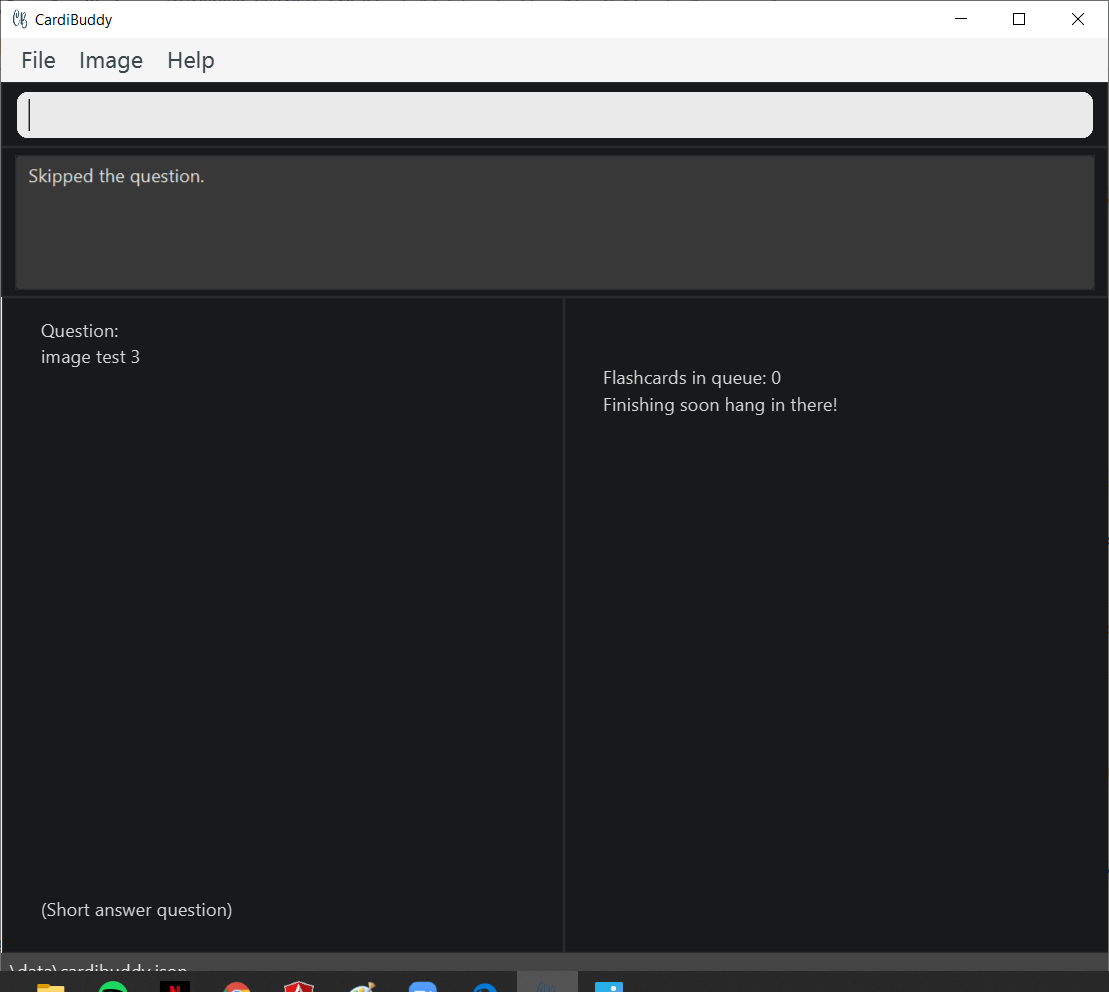 CardiBuddy
File Image Help
Skipped the question.
Question:
image test 3
Flashcards in queue: 0
Finishing soon hang in there!
(Short answer question)
\data\cardibuddy.json